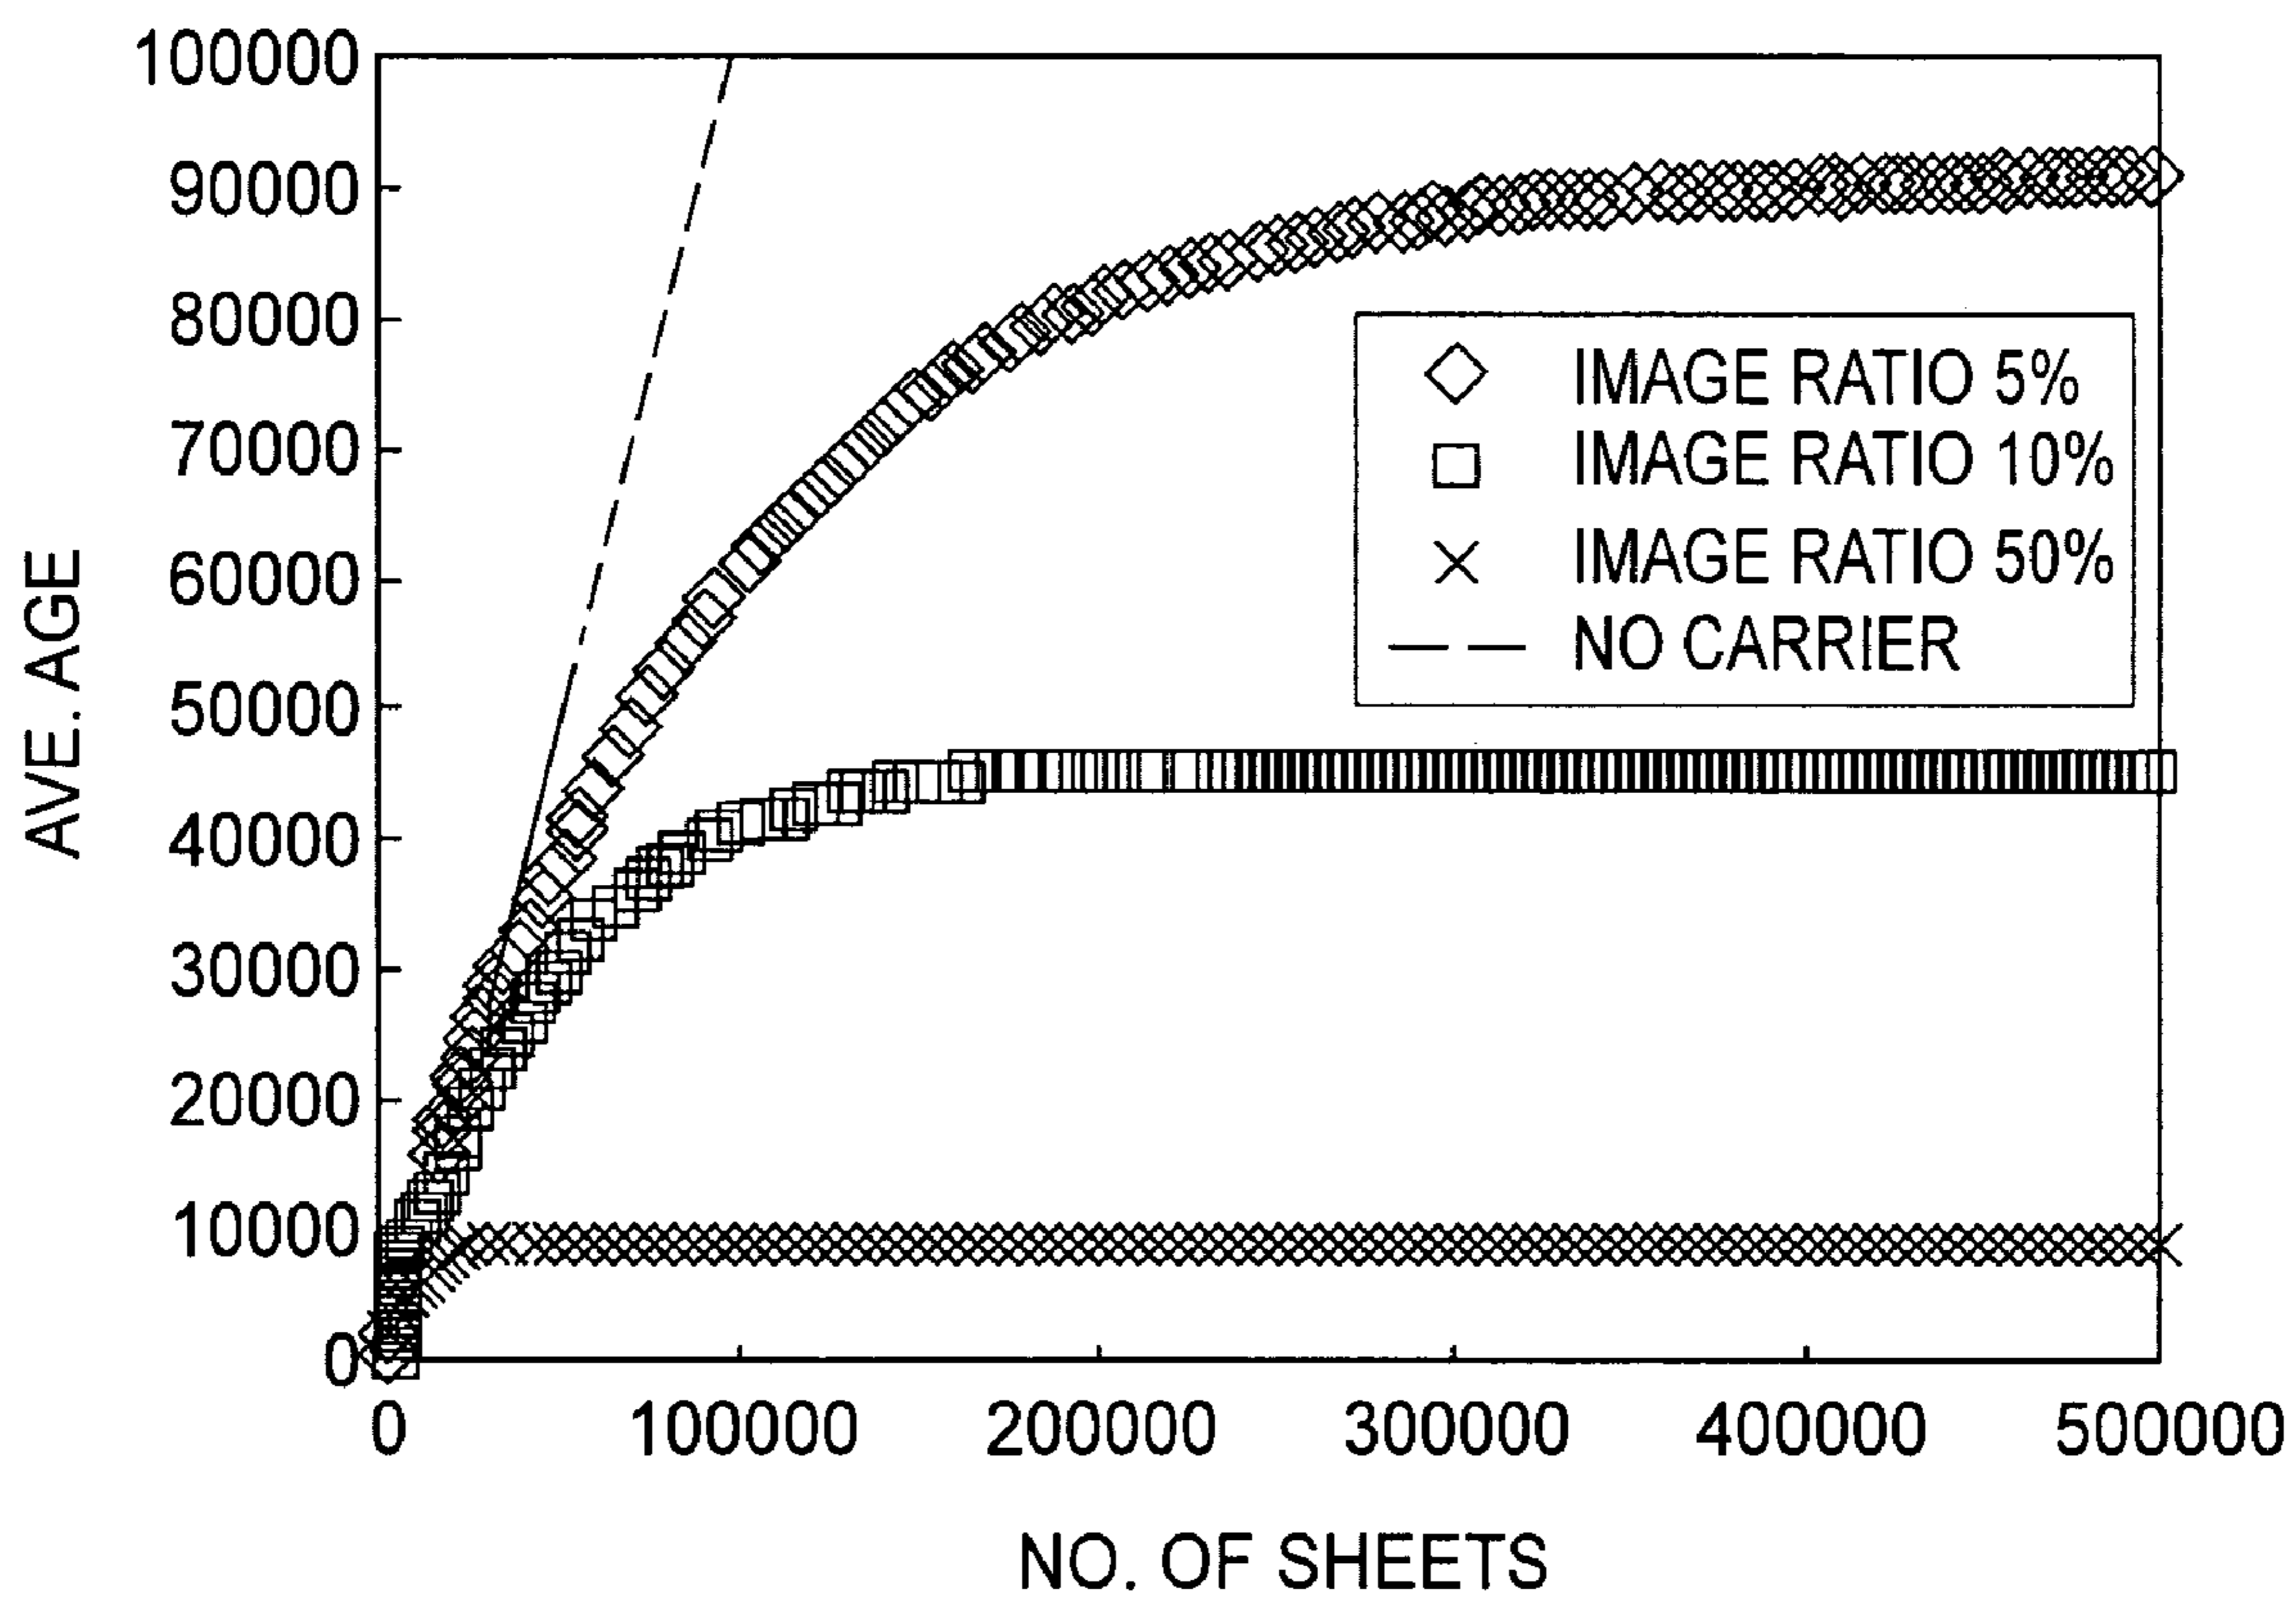 100000
90000
80000
70000
60000
50000
40000
30000
20000
10000
0
AVE. AGE
IMAGE RATIO 5%
IMAGE RATIO 10%
IMAGE RATIO 50%
NO CARRIER
0 100000 200000 300000 400000 500000
NO. OF SHEETS